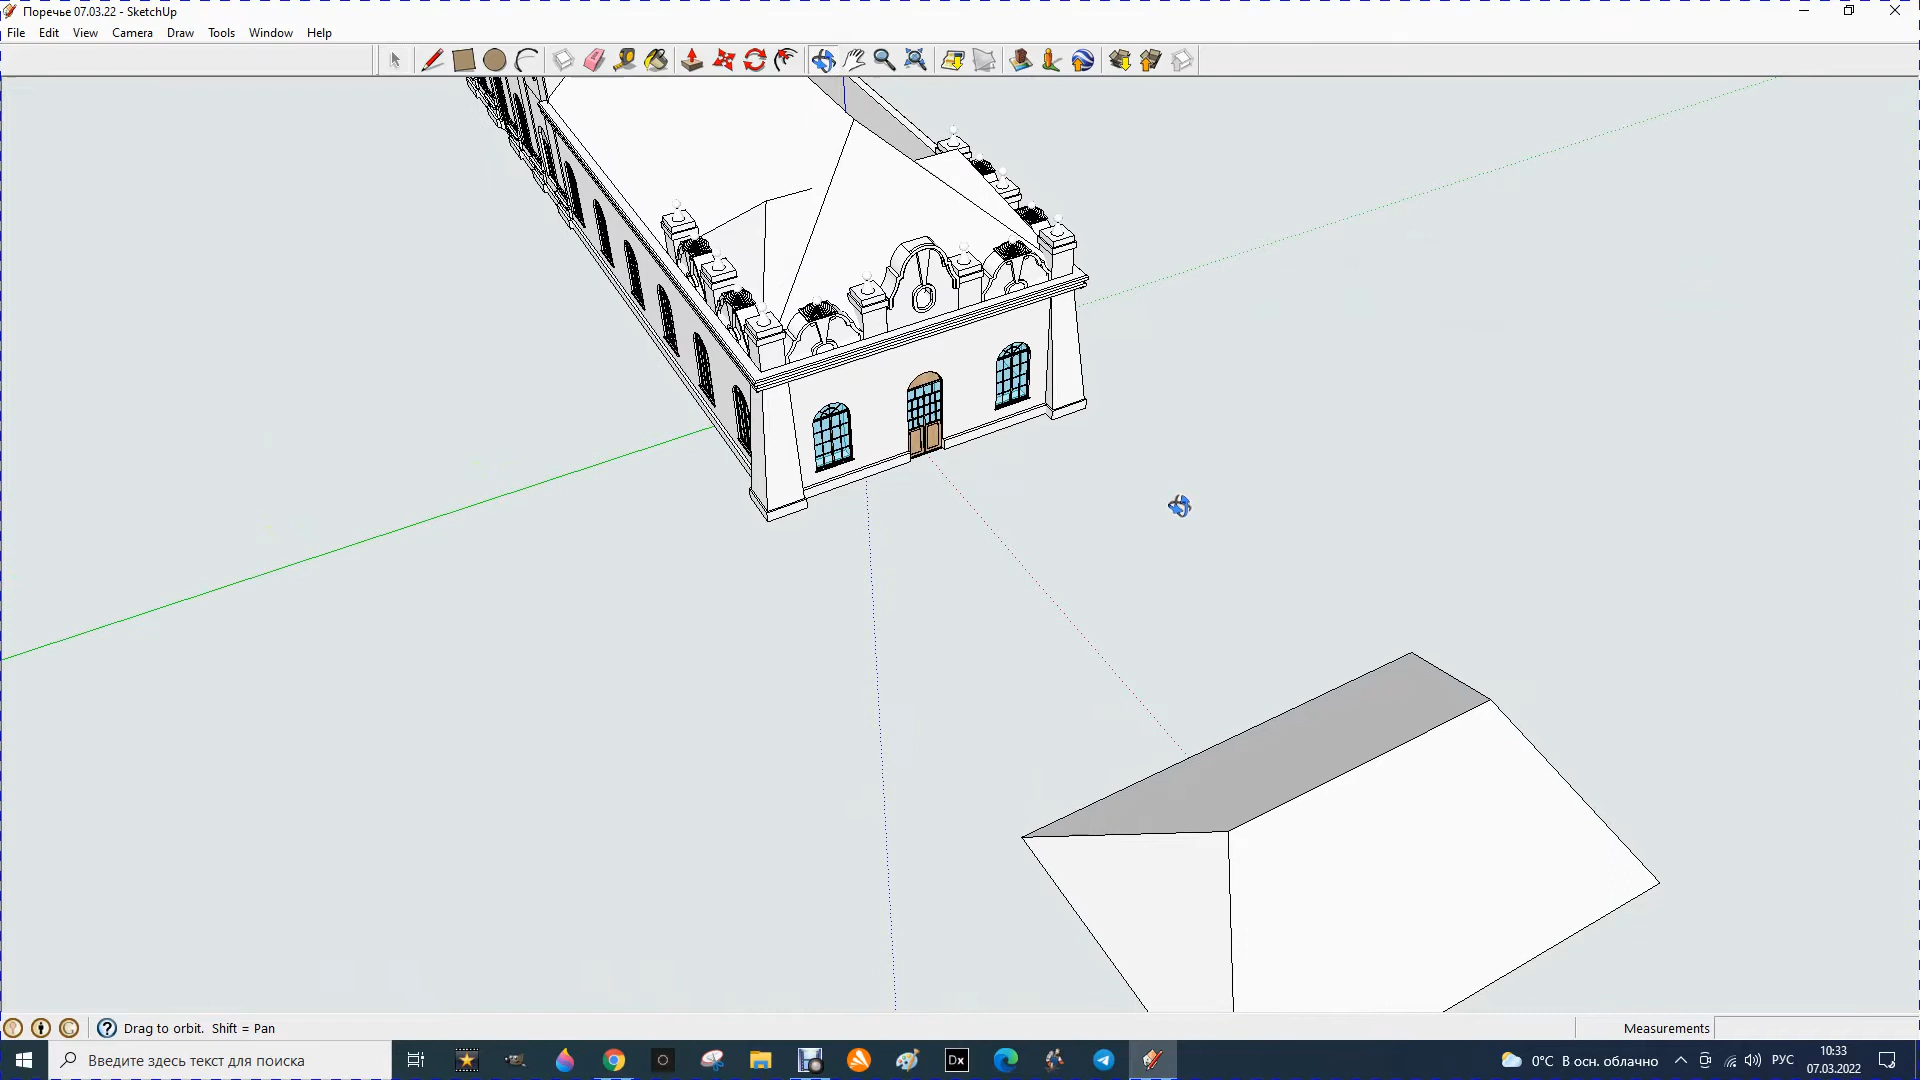 Поречье 07.03.22 - SketchUp
File Edit View Camera Draw Tools Window Help
Drag to orbit. Shift = Pan
Measurements
Введите здесь текст для поиска
Dx
0°C В осн. облачно
РУС
10:33
07.03.2022